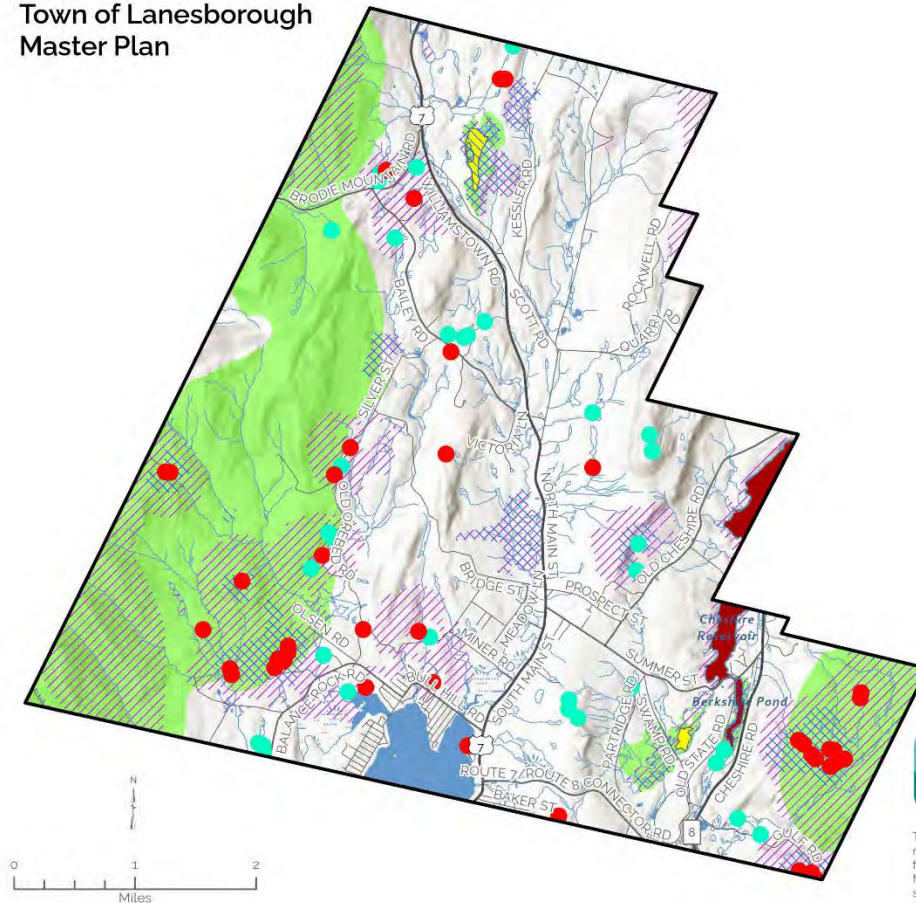 Town of Lanesborough
Master Plan
7
BRODIE MOUNTAIN RD
WILLIAMSTOWN RD
KESSLER RD
ROCKWELL RD
BAILEY RD
SCOTT RD
QUARRY RD
SILVER ST
VICTORIA LN
NORTH MAIN ST
OLD OREBED RD
OLD CHESHIRE RD
BRIDGE ST
PROSPECT ST
MEADOW LN
OLSEN RD
MINER RD
Cheshire
Reservoir
SUMMER ST
BALANCE ROCK RD
BULL HILL RD
SOUTH MAIN ST
PARTRIDGE RD
SWAMP RD
Berkshire Pond
OLD STATE RD
CHESHIRE RD
7
ROUTE 7/ROUTE 8 CONNECTOR RD
BAKER ST
8
GULF RD
N
0 1 2
Miles